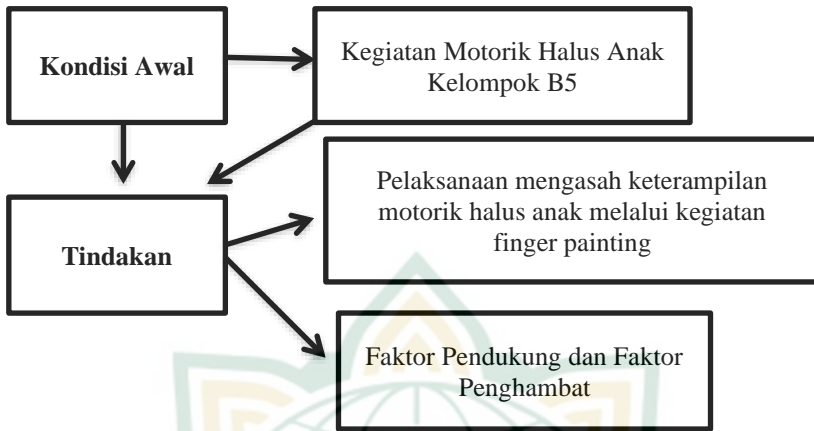 Kondisi Awal
Kegiatan Motorik Halus Anak
Kelompok B5
Tindakan
Pelaksanaan mengasah keterampilan
motorik halus anak melalui kegiatan
finger painting
Faktor Pendukung dan Faktor
Penghambat